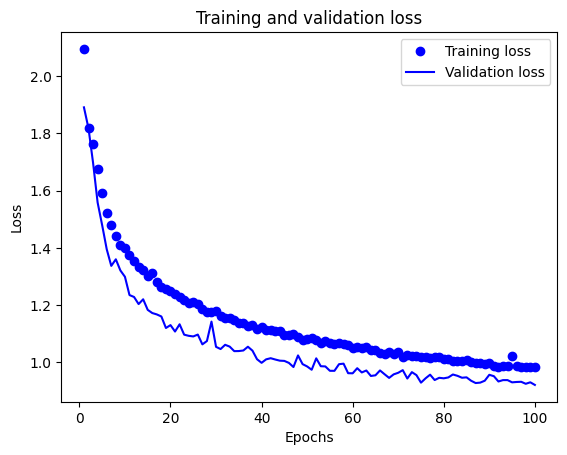 Training and validation loss
Training loss
Validation loss
2.0
1.8
1.6
1.4
1.2
1.0
Loss
0
20
40
60
80
100
Epochs